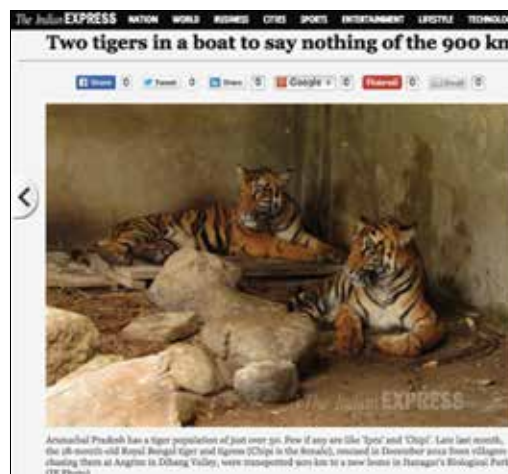 The Indian EXPRESS NATION WORLD BUSINESS CITIES SPORTS ENTERTAINMENT LIFESTYLE TECHNOLO
Two tigers in a boat to say nothing of the 900 km
Share 0 Tweet 0 Share 0 Google + 0 Pinterest 0 Email 0
The Indian EXPRESS
Arunachal Pradesh has a tiger population of just over 50. Few if any are like 'Ipra' and 'Chipi'. Late last month,
the 18-month-old Royal Bengal tiger and tigress (Chipi is the female), rescued in December 2012 from villagers
chasing them at Angrim in Dibang Valley, were transported 900 km to a new home in Itanagar's Biological Park
(IE Photo)